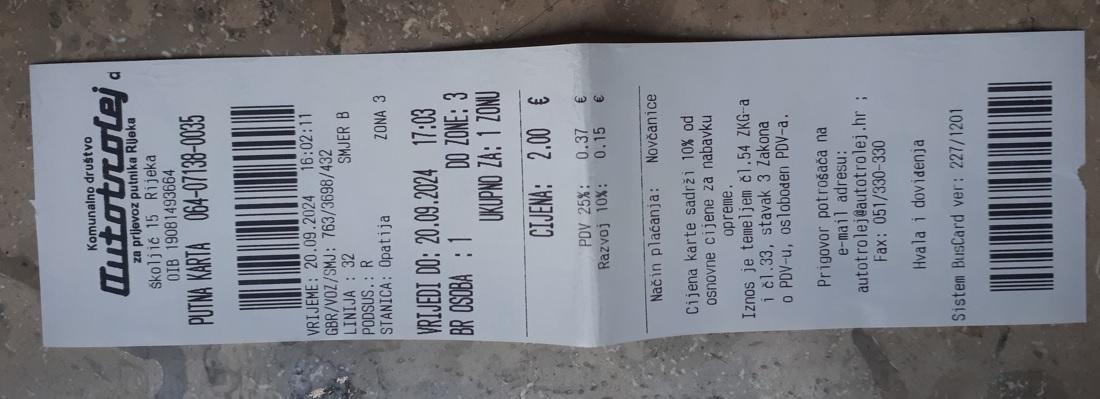 Komunalno društvo
Autotrolej d
za prijevoz putnika Rijeka
Školjić 15 Rijeka
OIB 19081493664
PUTNA KARTA 064-07138-0035
VRIJEME: 20.09.2024 16:02:11
GBR/VOZ/SMJ: 763/3698/432
LINIJA : 32 SMJER B
PODSUS.: R
STANICA: Opatija ZONA 3
VRIJEDI DO: 20.09.2024 17:03
BR OSOBA : 1 DO ZONE: 3
UKUPNO ZA: 1 ZONU
CIJENA: 2.00 €
PDV 25%: 0.37 €
Razvoj 10%: 0.15 €
Način plaćanja: Novčanice
Cijena karte sadrži 10% od
osnovne cijene za nabavku
opreme.
Iznos je temeljem čl.54 ZKG-a
i čl.33, stavak 3 Zakona
o PDV-u, oslobođen PDV-a.
Prigovor potrošača na
e-mail adresu:
autotrolej@autotrolej.hr ;
Fax: 051/330-330
Hvala i doviđenja
Sistem BusCard ver: 227/1201